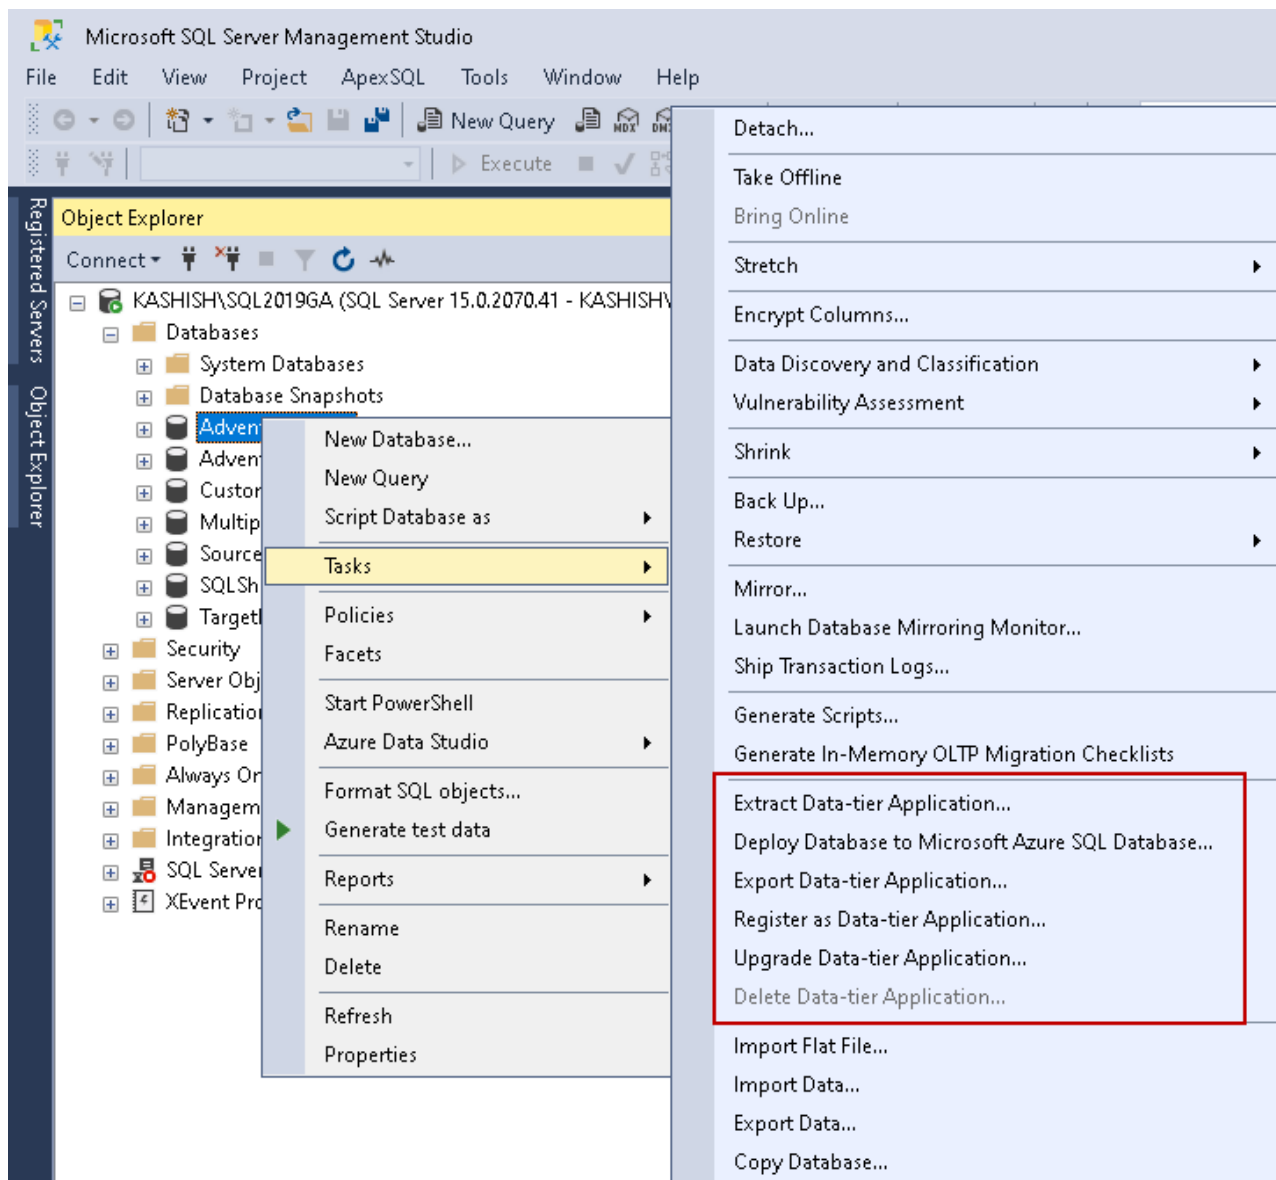 Microsoft SQL Server Management Studio
File Edit View Project ApexSQL Tools Window Help
New Query MDX
Execute
Registered Servers
Object Explorer
Object Explorer
Connect
KASHISH\SQL2019GA (SQL Server 15.0.2070.41 - KASHISH\
Databases
System Databases
Database Snapshots
Adven
Adven
Custor
Multip
Source
SQLSh
Target
Security
Server Obj
Replication
PolyBase
Always On
Managem
Integration
SQL Server
XEvent Pro
New Database...
New Query
Script Database as
Tasks
Policies
Facets
Start PowerShell
Azure Data Studio
Format SQL objects...
Generate test data
Reports
Rename
Delete
Refresh
Properties
Detach...
Take Offline
Bring Online
Stretch
Encrypt Columns...
Data Discovery and Classification
Vulnerability Assessment
Shrink
Back Up...
Restore
Mirror...
Launch Database Mirroring Monitor...
Ship Transaction Logs...
Generate Scripts...
Generate In-Memory OLTP Migration Checklists
Extract Data-tier Application...
Deploy Database to Microsoft Azure SQL Database...
Export Data-tier Application...
Register as Data-tier Application...
Upgrade Data-tier Application...
Delete Data-tier Application...
Import Flat File...
Import Data...
Export Data...
Copy Database...